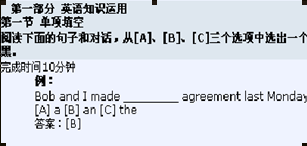 第一部分 英语知识运用
第一节 单项填空
阅读下面的句子和对话，从[A]、[B]、[C]三个选项中选出一个
黑。
完成时间10分钟
例：
Bob and I made ________ agreement last Monday
[A] a [B] an [C] the
答案：[B]